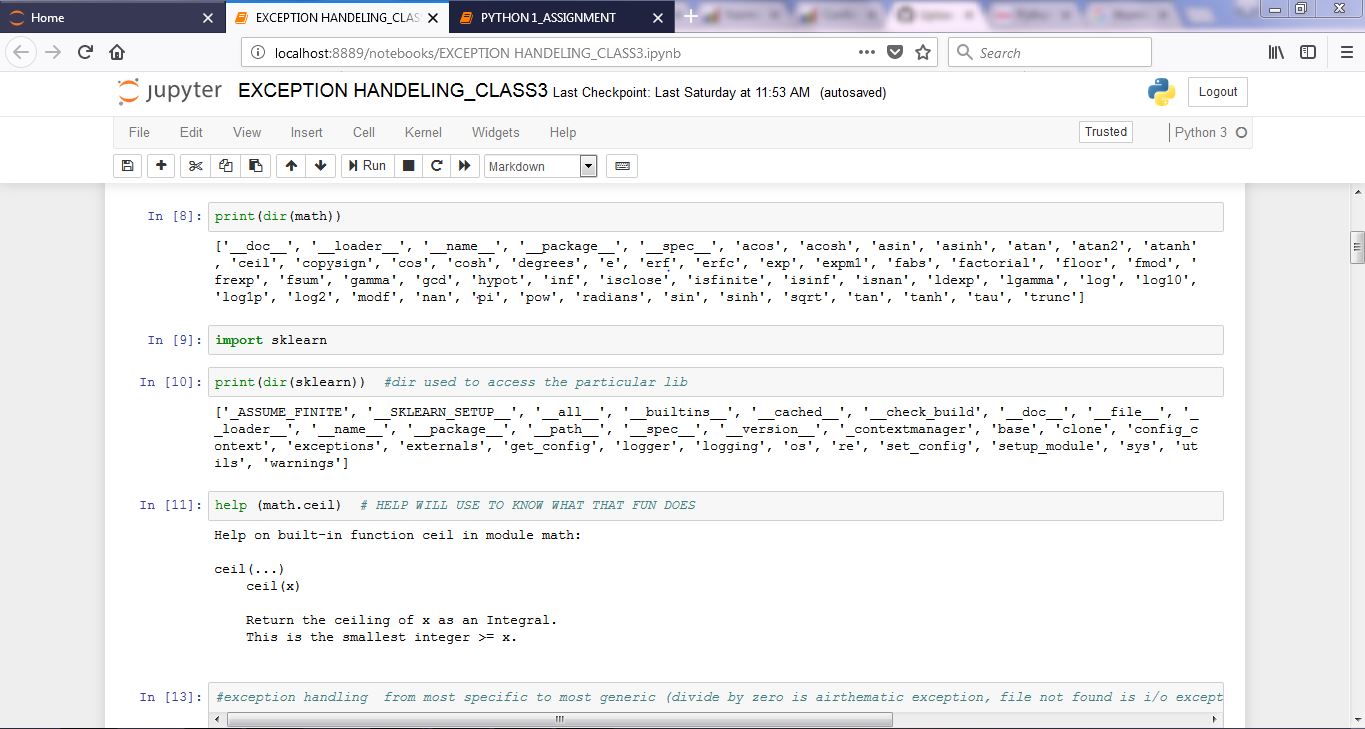 Home
EXCEPTION HANDELING_CLAS
PYTHON 1_ASSIGNMENT
localhost:8889/notebooks/EXCEPTION HANDELING_CLASS3.ipynb
Search
jupyter EXCEPTION HANDELING_CLASS3 Last Checkpoint: Last Saturday at 11:53 AM (autosaved)
Logout
File Edit View Insert Cell Kernel Widgets Help
Trusted
Python 3
Run
Markdown
In [8]: print(dir(math))
['__doc__', '__loader__', '__name__', '__package__', '__spec__', 'acos', 'acosh', 'asin', 'asinh', 'atan', 'atan2', 'atanh'
, 'ceil', 'copysign', 'cos', 'cosh', 'degrees', 'e', 'erf', 'erfc', 'exp', 'expm1', 'fabs', 'factorial', 'floor', 'fmod', '
frexp', 'fsum', 'gamma', 'gcd', 'hypot', 'inf', 'isclose', 'isfinite', 'isinf', 'isnan', 'ldexp', 'lgamma', 'log', 'log10',
'log1p', 'log2', 'modf', 'nan', 'pi', 'pow', 'radians', 'sin', 'sinh', 'sqrt', 'tan', 'tanh', 'tau', 'trunc']
In [9]: import sklearn
In [10]: print(dir(sklearn)) #dir used to access the particular lib
['_ASSUME_FINITE', '__SKLEARN_SETUP__', '__all__', '__builtins__', '__cached__', '__check_build', '__doc__', '__file__', '_
_loader__', '__name__', '__package__', '__path__', '__spec__', '__version__', '_contextmanager', 'base', 'clone', 'config_c
ontext', 'exceptions', 'externals', 'get_config', 'logger', 'logging', 'os', 're', 'set_config', 'setup_module', 'sys', 'ut
ils', 'warnings']
In [11]: help (math.ceil) # HELP WILL USE TO KNOW WHAT THAT FUN DOES
Help on built-in function ceil in module math:
ceil(...)
ceil(x)
Return the ceiling of x as an Integral.
This is the smallest integer >= x.
In [13]: #exception handling from most specific to most generic (divide by zero is airthematic exception, file not found is i/o except